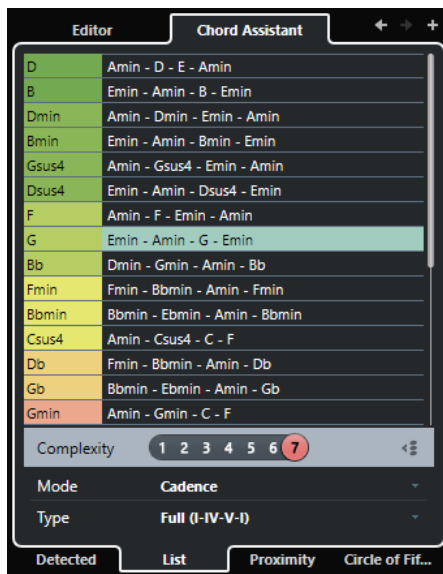 Editor Chord Assistant
D Amin - D - E - Amin
B Emin - Amin - B - Emin
Dmin Amin - Dmin - Emin - Amin
Bmin Emin - Amin - Bmin - Emin
Gsus4 Amin - Gsus4 - Emin - Amin
Dsus4 Emin - Amin - Dsus4 - Emin
F Amin - F - Emin - Amin
G Emin - Amin - G - Emin
Bb Dmin - Gmin - Amin - Bb
Fmin Fmin - Bbmin - Amin - Fmin
Bbmin Bbmin - Ebmin - Amin - Bbmin
Csus4 Amin - Csus4 - C - F
Db Fmin - Bbmin - Amin - Db
Gb Bbmin - Ebmin - Amin - Gb
Gmin Amin - Gmin - C - F
Complexity 1 2 3 4 5 6 7
Mode Cadence
Type Full (I-IV-V-I)
Detected List Proximity Circle of Fif...